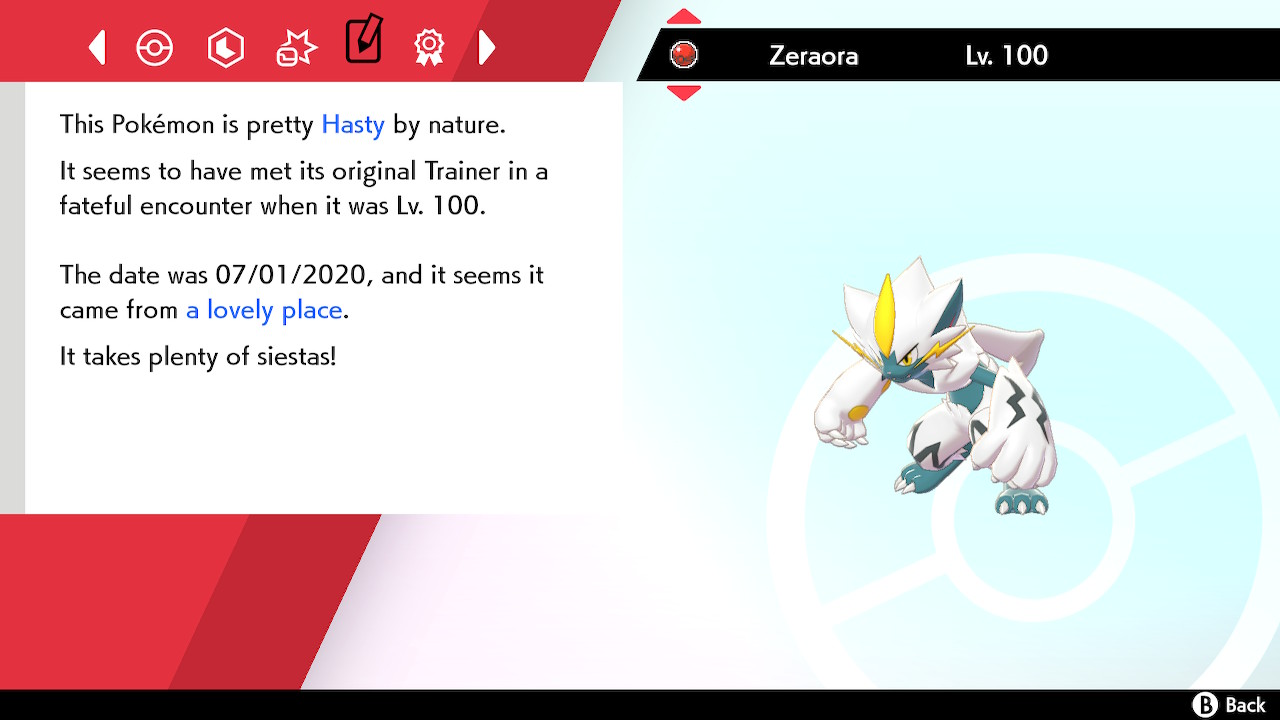 Zeraora Lv. 100
This Pokémon is pretty Hasty by nature.
It seems to have met its original Trainer in a
fateful encounter when it was Lv. 100.
The date was 07/01/2020, and it seems it
came from a lovely place.
It takes plenty of siestas!
B Back